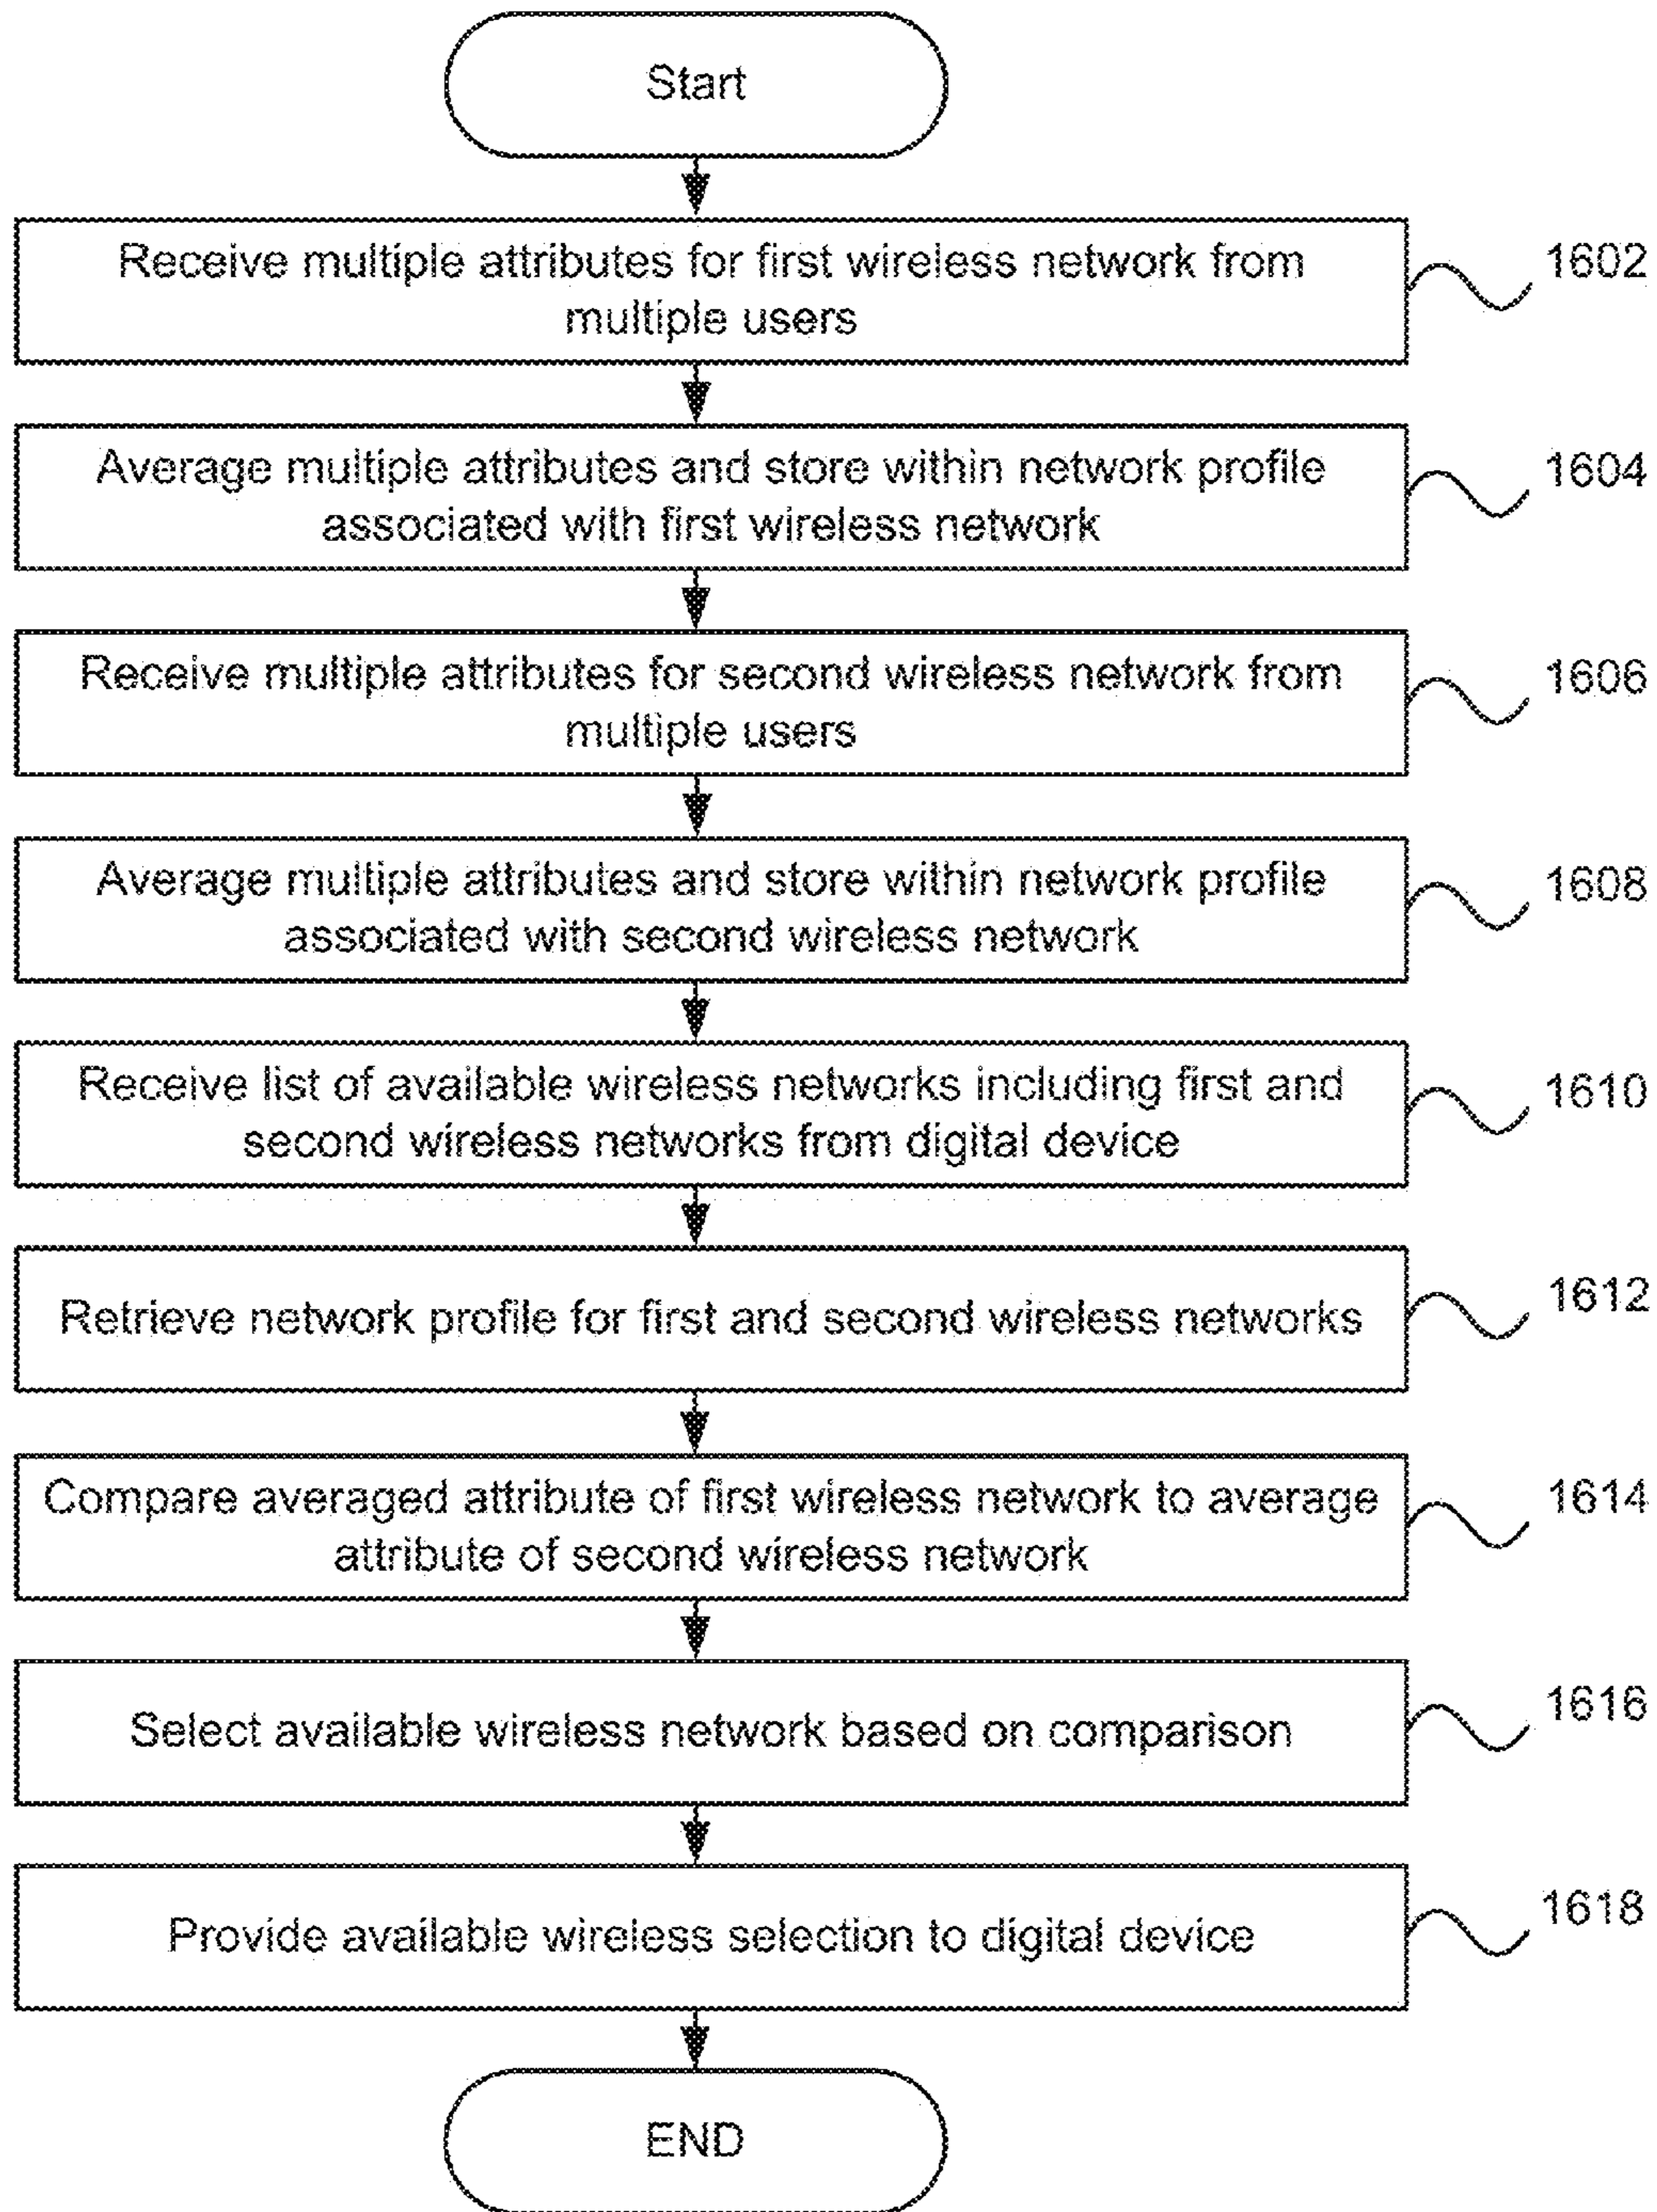 Start
Receive multiple attributes for first wireless network from
multiple users
1602
Average multiple attributes and store within network profile
associated with first wireless network
1604
Receive multiple attributes for second wireless network from
multiple users
1606
Average multiple attributes and store within network profile
associated with second wireless network
1608
Receive list of available wireless networks including first and
second wireless networks from digital device
1610
Retrieve network profile for first and second wireless networks
1612
Compare averaged attribute of first wireless network to average
attribute of second wireless network
1614
Select available wireless network based on comparison
1616
Provide available wireless selection to digital device
1618
END